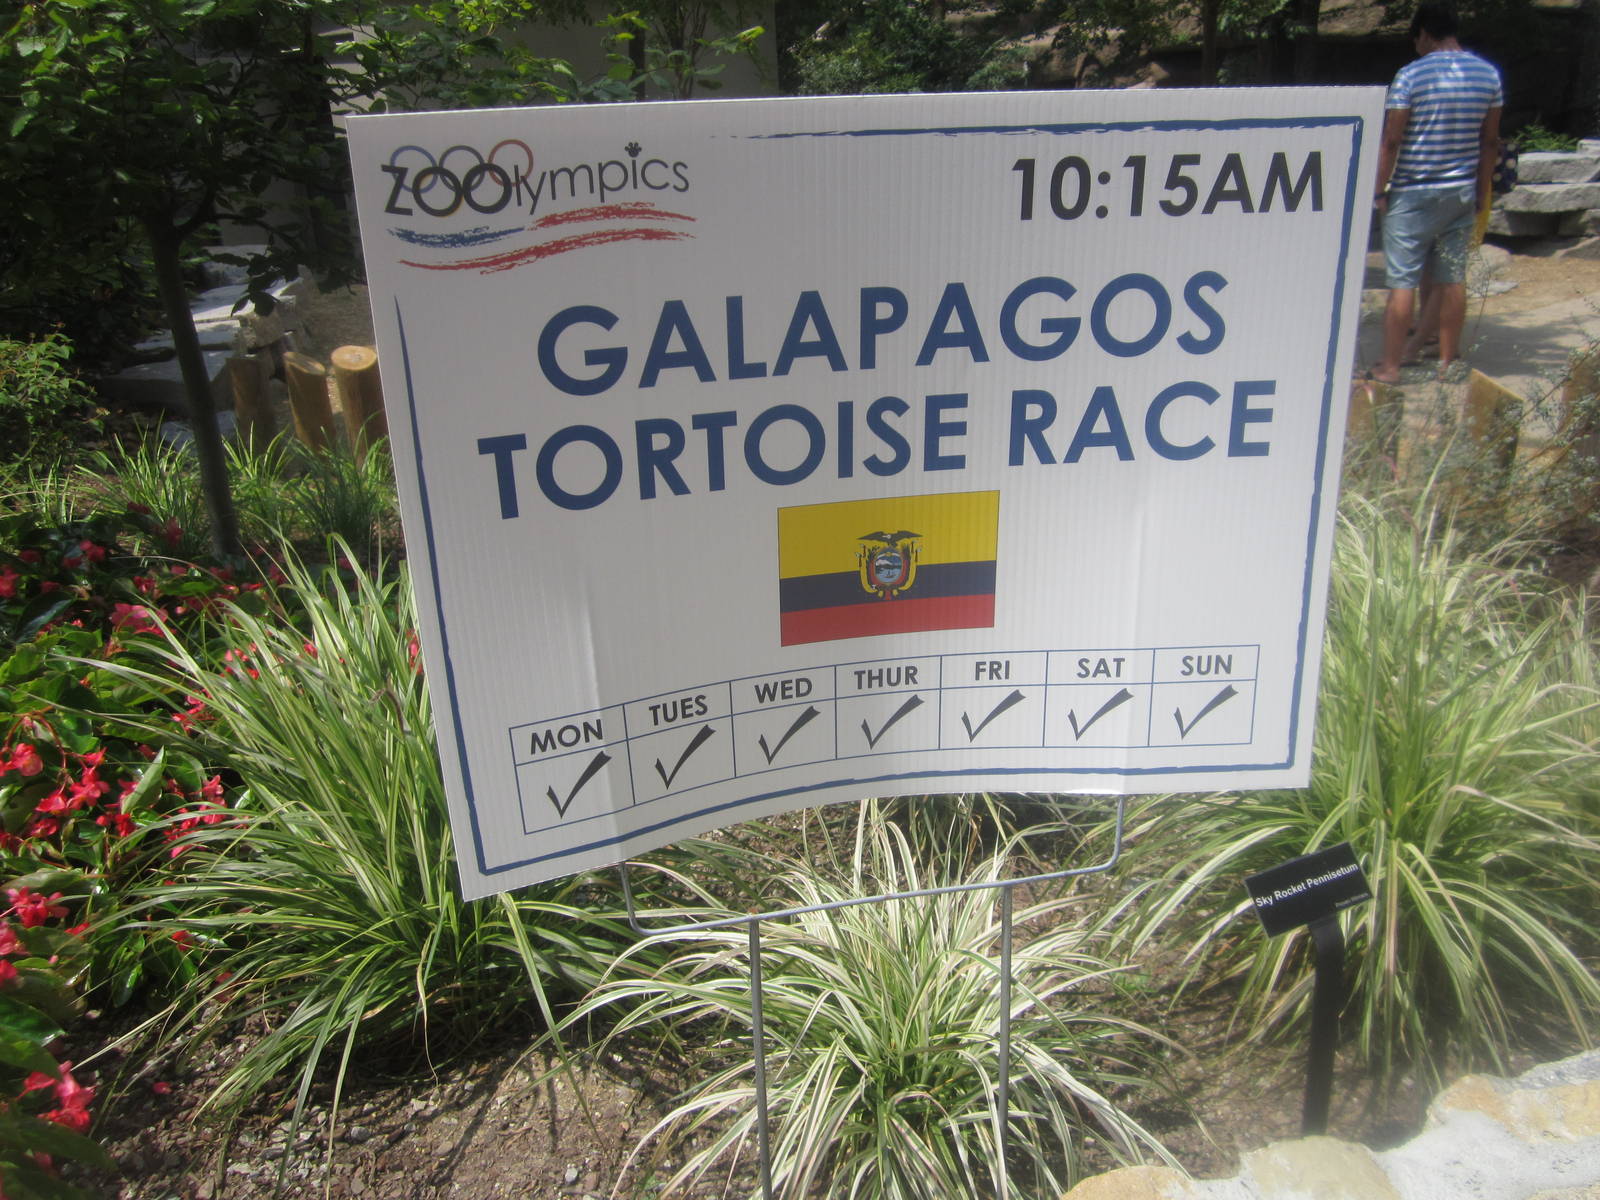 ZOOlympics
10:15AM
GALAPAGOS
TORTOISE RACE
MON TUES WED THUR FRI SAT SUN
Sky Rocket Pennisetum